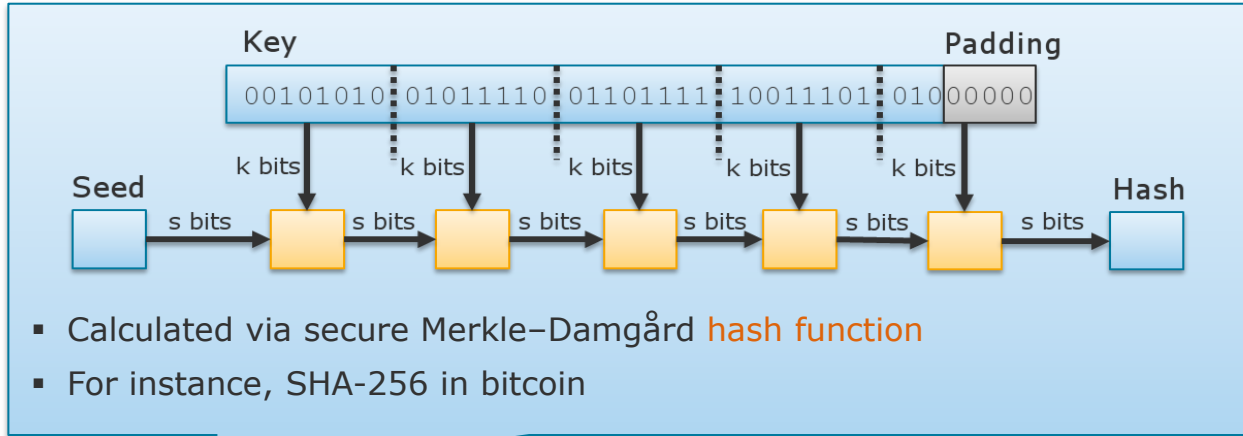 Key Padding
00101010 01011110 01101111 10011101 01000000
k bits k bits k bits k bits k bits
Seed Hash
s bits s bits s bits s bits s bits s bits
▪ Calculated via secure Merkle–Damgård hash function
▪ For instance, SHA-256 in bitcoin